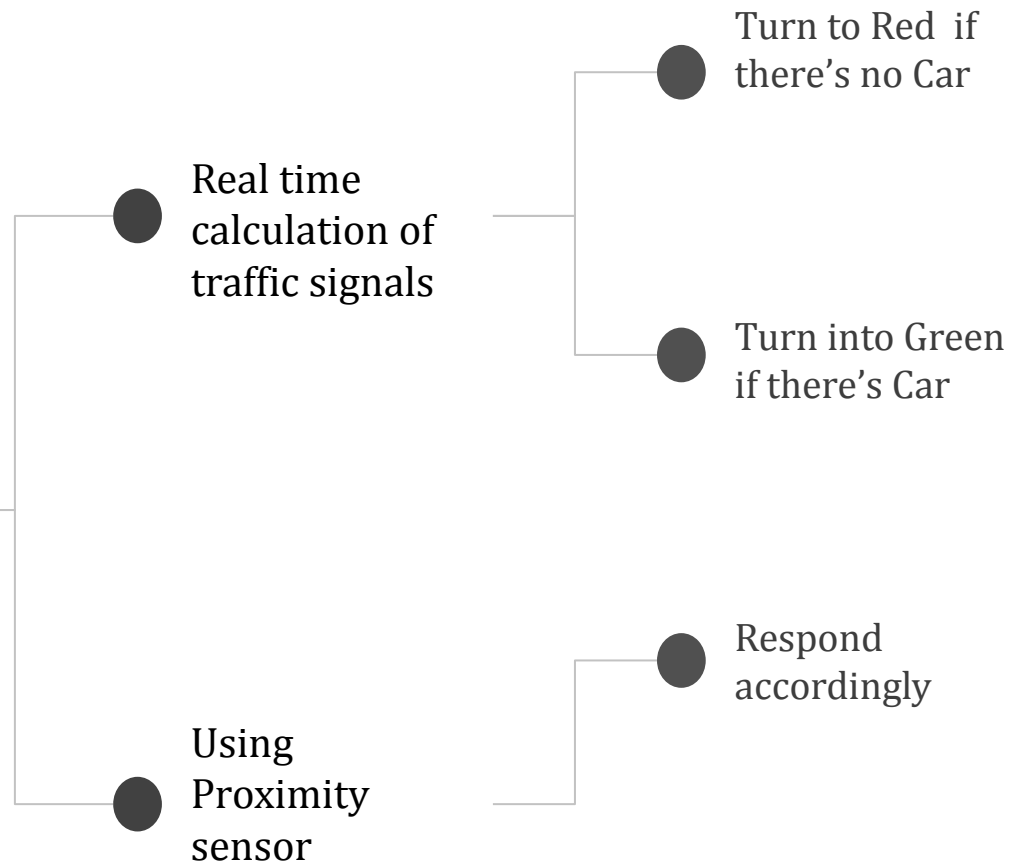 Turn to Red  if
there’s no Car
Real time
calculation of
traffic signals
Turn into Green
if there’s Car
Respond
accordingly
Using
Proximity
sensor